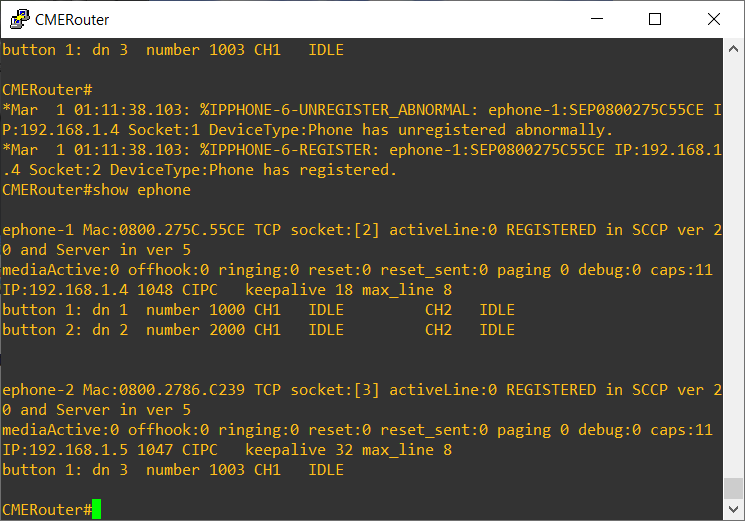 CMERouter
button 1: dn 3  number 1003 CH1   IDLE
CMERouter#
*Mar  1 01:11:38.103: %IPPHONE-6-UNREGISTER_ABNORMAL: ephone-1:SEP0800275C55CE I
P:192.168.1.4 Socket:1 DeviceType:Phone has unregistered abnormally.
*Mar  1 01:11:38.103: %IPPHONE-6-REGISTER: ephone-1:SEP0800275C55CE IP:192.168.1
.4 Socket:2 DeviceType:Phone has registered.
CMERouter#show ephone
ephone-1 Mac:0800.275C.55CE TCP socket:[2] activeLine:0 REGISTERED in SCCP ver 2
0 and Server in ver 5
mediaActive:0 offhook:0 ringing:0 reset:0 reset_sent:0 paging 0 debug:0 caps:11
IP:192.168.1.4 1048 CIPC   keepalive 18 max_line 8
button 1: dn 1  number 1000 CH1   IDLE         CH2   IDLE
button 2: dn 2  number 2000 CH1   IDLE         CH2   IDLE
ephone-2 Mac:0800.2786.C239 TCP socket:[3] activeLine:0 REGISTERED in SCCP ver 2
0 and Server in ver 5
mediaActive:0 offhook:0 ringing:0 reset:0 reset_sent:0 paging 0 debug:0 caps:11
IP:192.168.1.5 1047 CIPC   keepalive 32 max_line 8
button 1: dn 3  number 1003 CH1   IDLE
CMERouter#